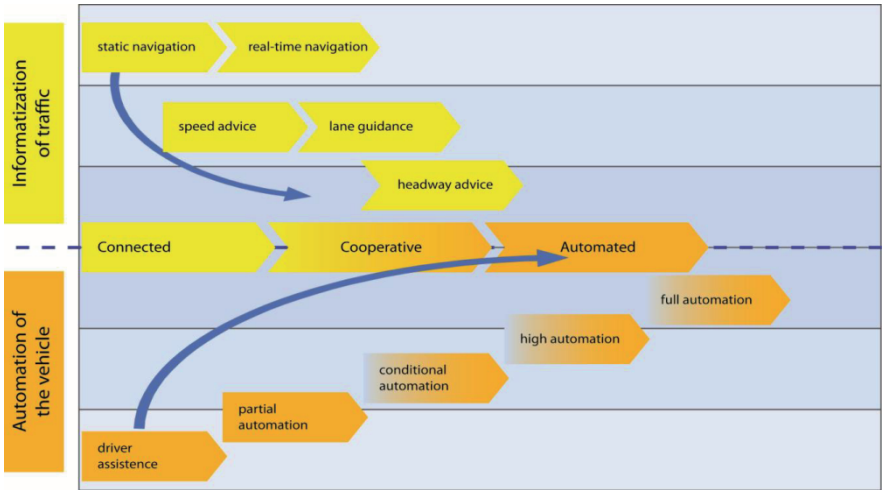 Informatization
of traffic
static navigation
real-time navigation
speed advice
lane guidance
headway advice
Connected
Cooperative
Automated
Automation of
the vehicle
full automation
high automation
conditional
automation
partial
automation
driver
assistence